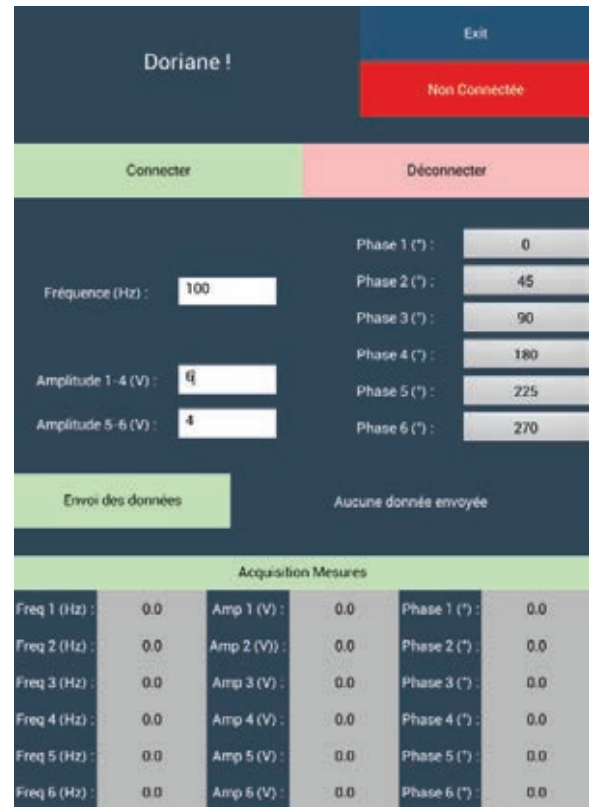 Doriane !
Exit
Non Connectée
Connecter
Déconnecter
Fréquence (Hz) :
100
Amplitude 1-4 (V) :
6
Amplitude 5-6 (V) :
4
Phase 1 (°) :
0
Phase 2 (°) :
45
Phase 3 (°) :
90
Phase 4 (°) :
180
Phase 5 (°) :
225
Phase 6 (°) :
270
Envoi des données
Aucune donnée envoyée
Acquisition Mesures
Freq 1 (Hz) : 0.0 Amp 1 (V) : 0.0 Phase 1 (°) : 0.0
Freq 2 (Hz) : 0.0 Amp 2 (V)) : 0.0 Phase 2 (°) : 0.0
Freq 3 (Hz) : 0.0 Amp 3 (V) : 0.0 Phase 3 (°) : 0.0
Freq 4 (Hz) : 0.0 Amp 4 (V) : 0.0 Phase 4 (°) : 0.0
Freq 5 (Hz) : 0.0 Amp 5 (V) : 0.0 Phase 5 (°) : 0.0
Freq 6 (Hz) : 0.0 Amp 6 (V) : 0.0 Phase 6 (°) : 0.0